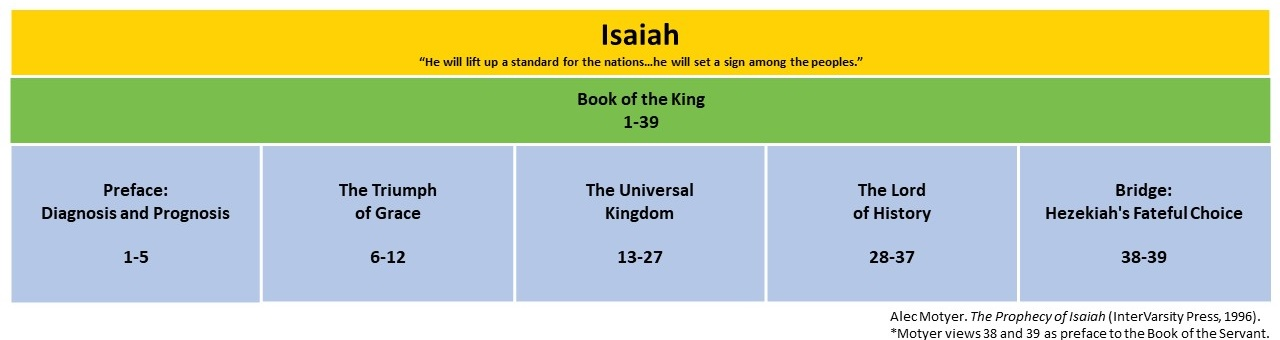 Isaiah
“He will lift up a standard for the nations...he will set a sign among the peoples.”
Book of the King
1-39
Preface:
Diagnosis and Prognosis
1-5
The Triumph
of Grace
6-12
The Universal
Kingdom
13-27
The Lord
of History
28-37
Bridge:
Hezekiah's Fateful Choice
38-39
Alec Motyer. The Prophecy of Isaiah (InterVarsity Press, 1996).
*Motyer views 38 and 39 as preface to the Book of the Servant.